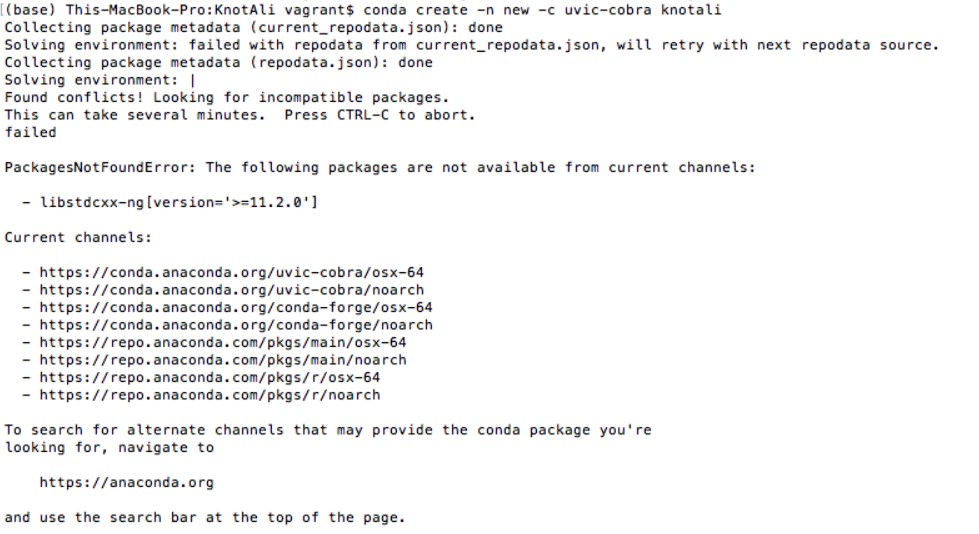 (base) This-MacBook-Pro:KnotAli vagrant$ conda create -n new -c uvic-cobra knotali
Collecting package metadata (current_repodata.json): done
Solving environment: failed with repodata from current_repodata.json, will retry with next repodata source.
Collecting package metadata (repodata.json): done
Solving environment: |
Found conflicts! Looking for incompatible packages.
This can take several minutes.  Press CTRL-C to abort.
failed

PackagesNotFoundError: The following packages are not available from current channels:

  - libstdcxx-ng[version='>=11.2.0']

Current channels:

  - https://conda.anaconda.org/uvic-cobra/osx-64
  - https://conda.anaconda.org/uvic-cobra/noarch
  - https://conda.anaconda.org/conda-forge/osx-64
  - https://conda.anaconda.org/conda-forge/noarch
  - https://repo.anaconda.com/pkgs/main/osx-64
  - https://repo.anaconda.com/pkgs/main/noarch
  - https://repo.anaconda.com/pkgs/r/osx-64
  - https://repo.anaconda.com/pkgs/r/noarch

To search for alternate channels that may provide the conda package you're
looking for, navigate to

    https://anaconda.org

and use the search bar at the top of the page.